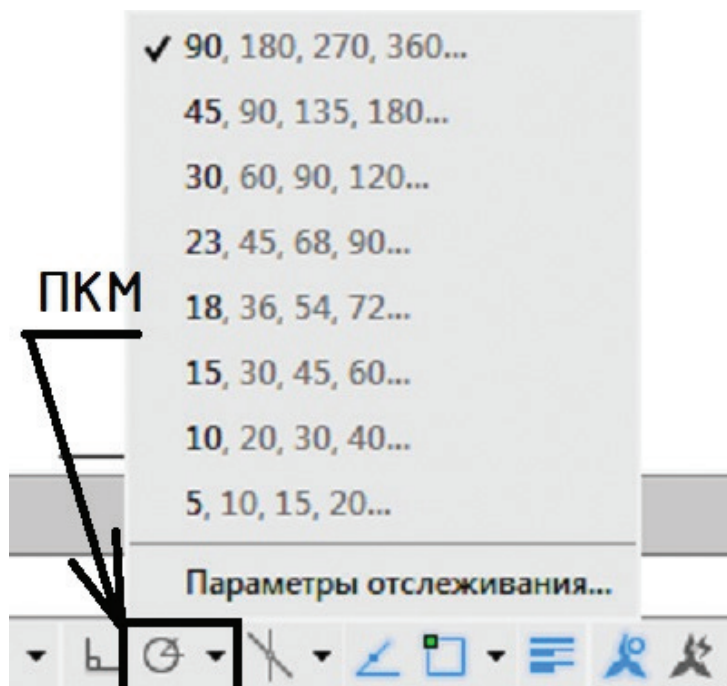 90, 180, 270, 360...
45, 90, 135, 180...
30, 60, 90, 120...
23, 45, 68, 90...
ПКМ
18, 36, 54, 72...
15, 30, 45, 60...
10, 20, 30, 40...
5, 10, 15, 20...
Параметры отслеживания...